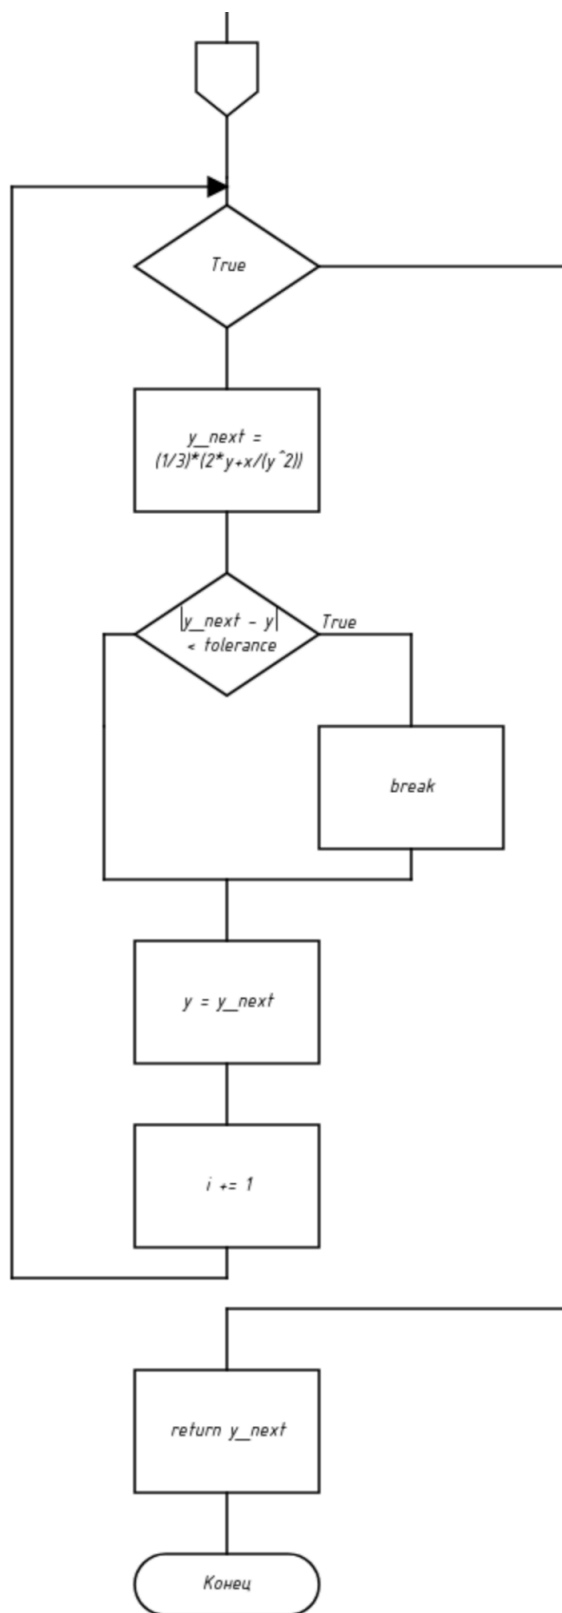 True
y_next =
(1/3)*(2*y+x/(y^2))
|y_next - y|
< tolerance
True
break
y = y_next
i += 1
return y_next
Конец